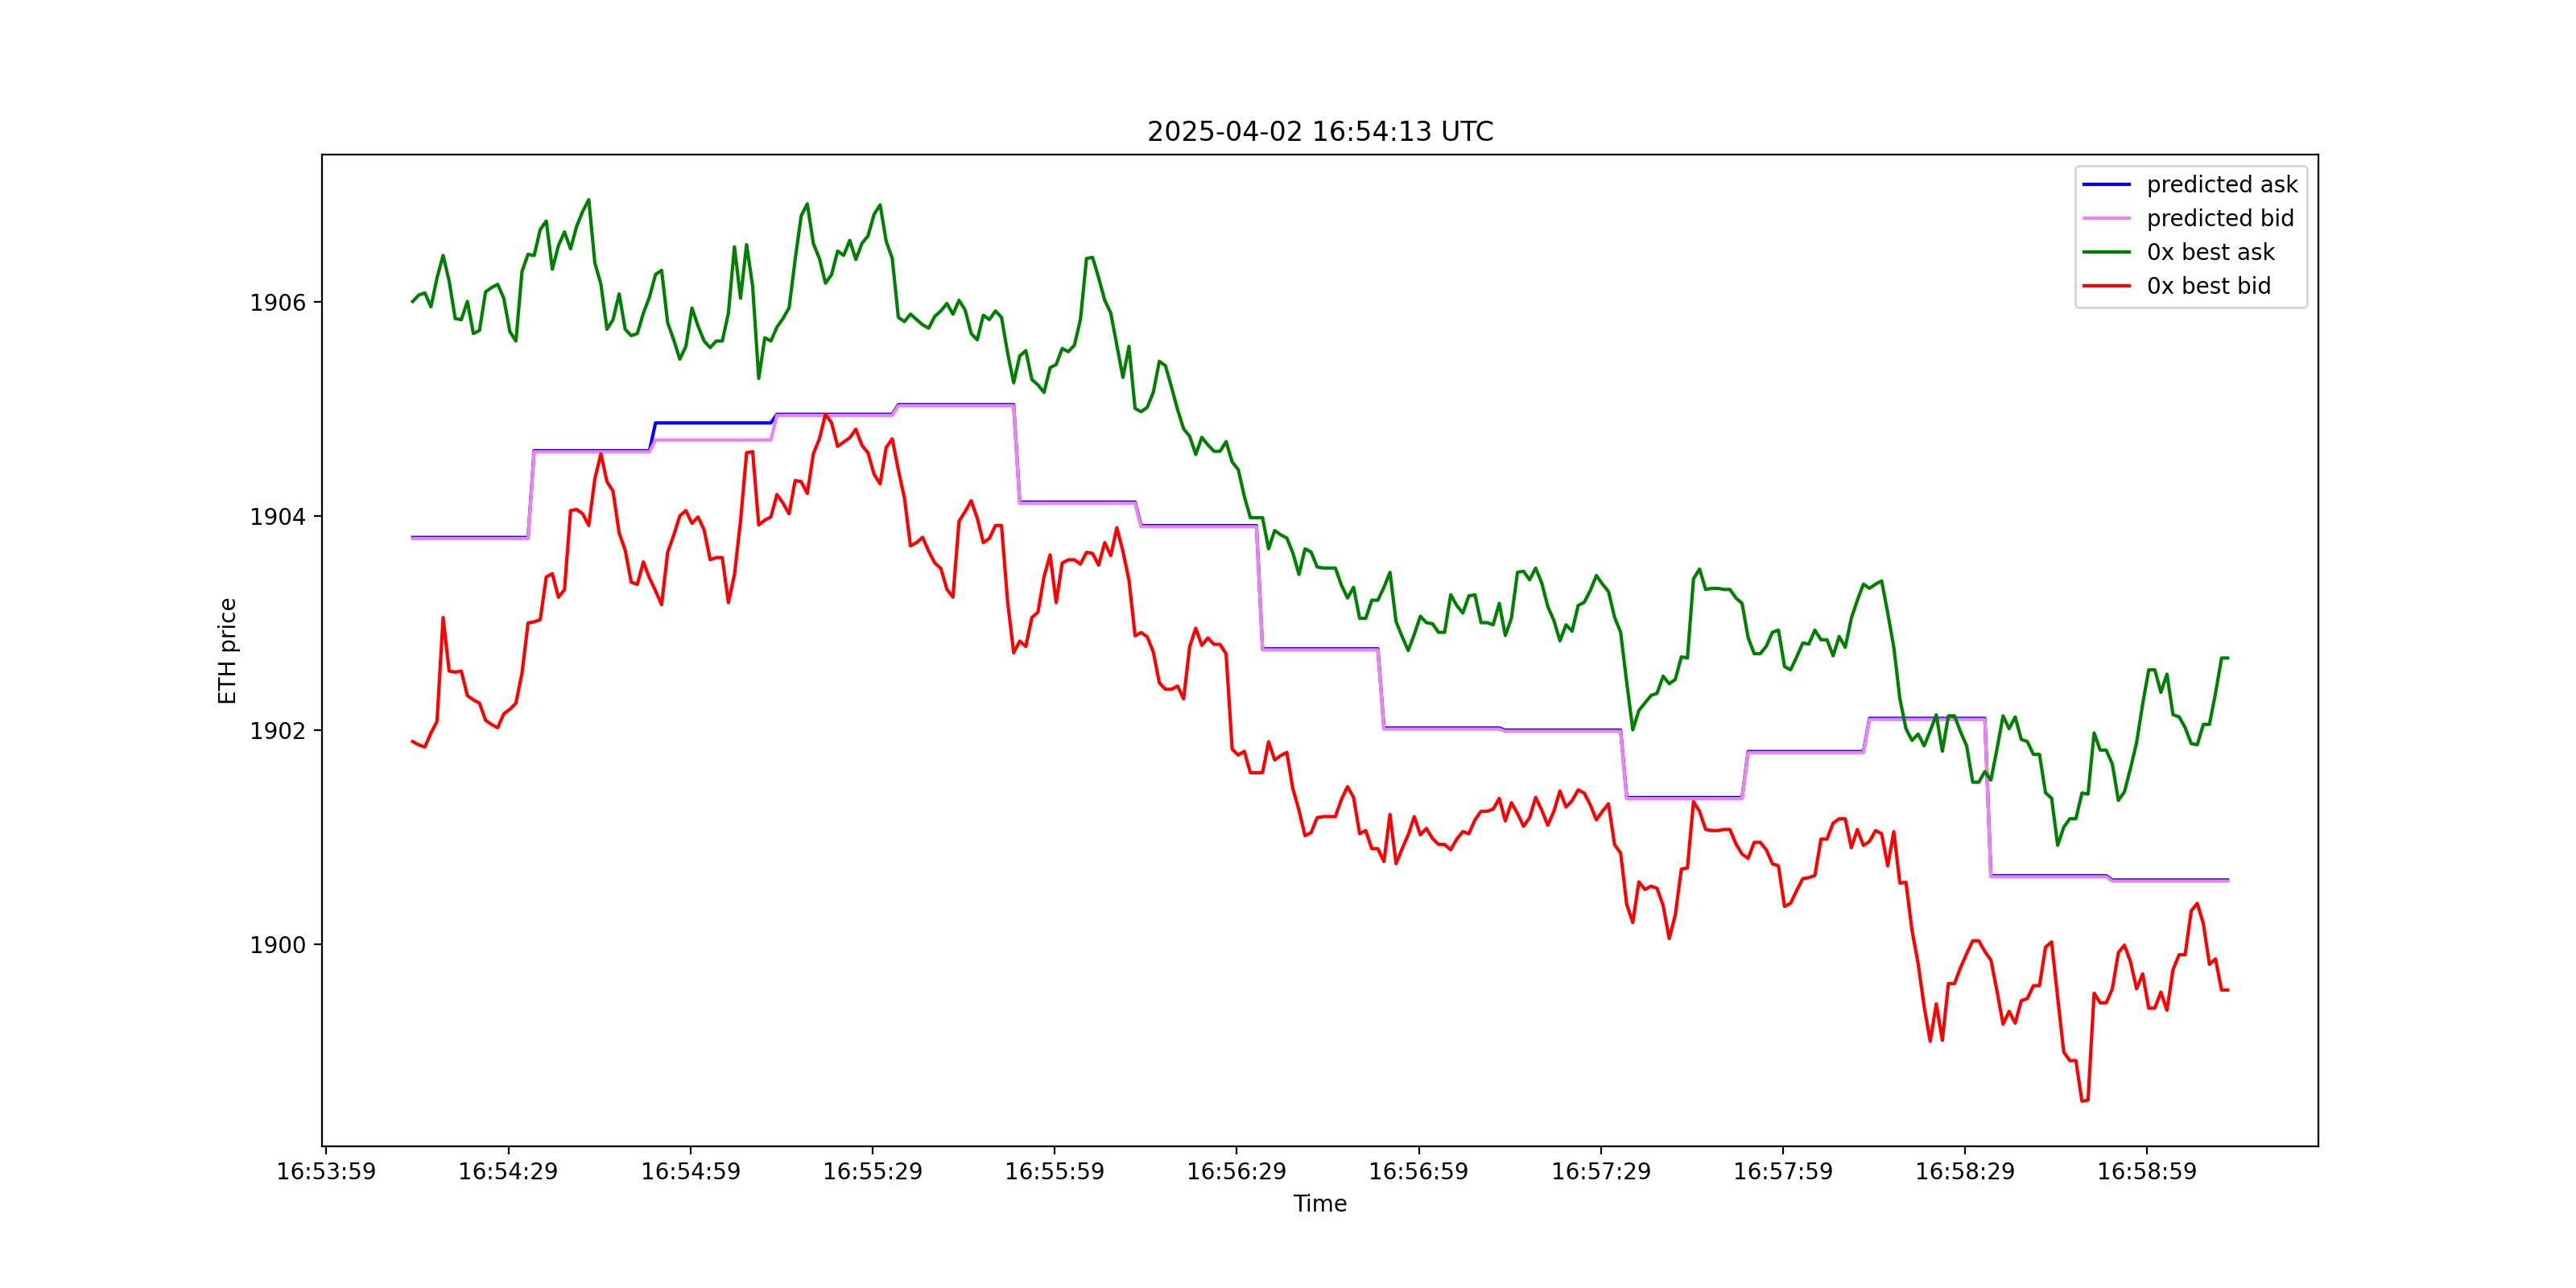 2025-04-02 16:54:13 UTC
predicted ask
predicted bid
0x best ask
0x best bid
ETH price
1906
1904
1902
1900
16:53:59 16:54:29 16:54:59 16:55:29 16:55:59 16:56:29 16:56:59 16:57:29 16:57:59 16:58:29 16:58:59
Time